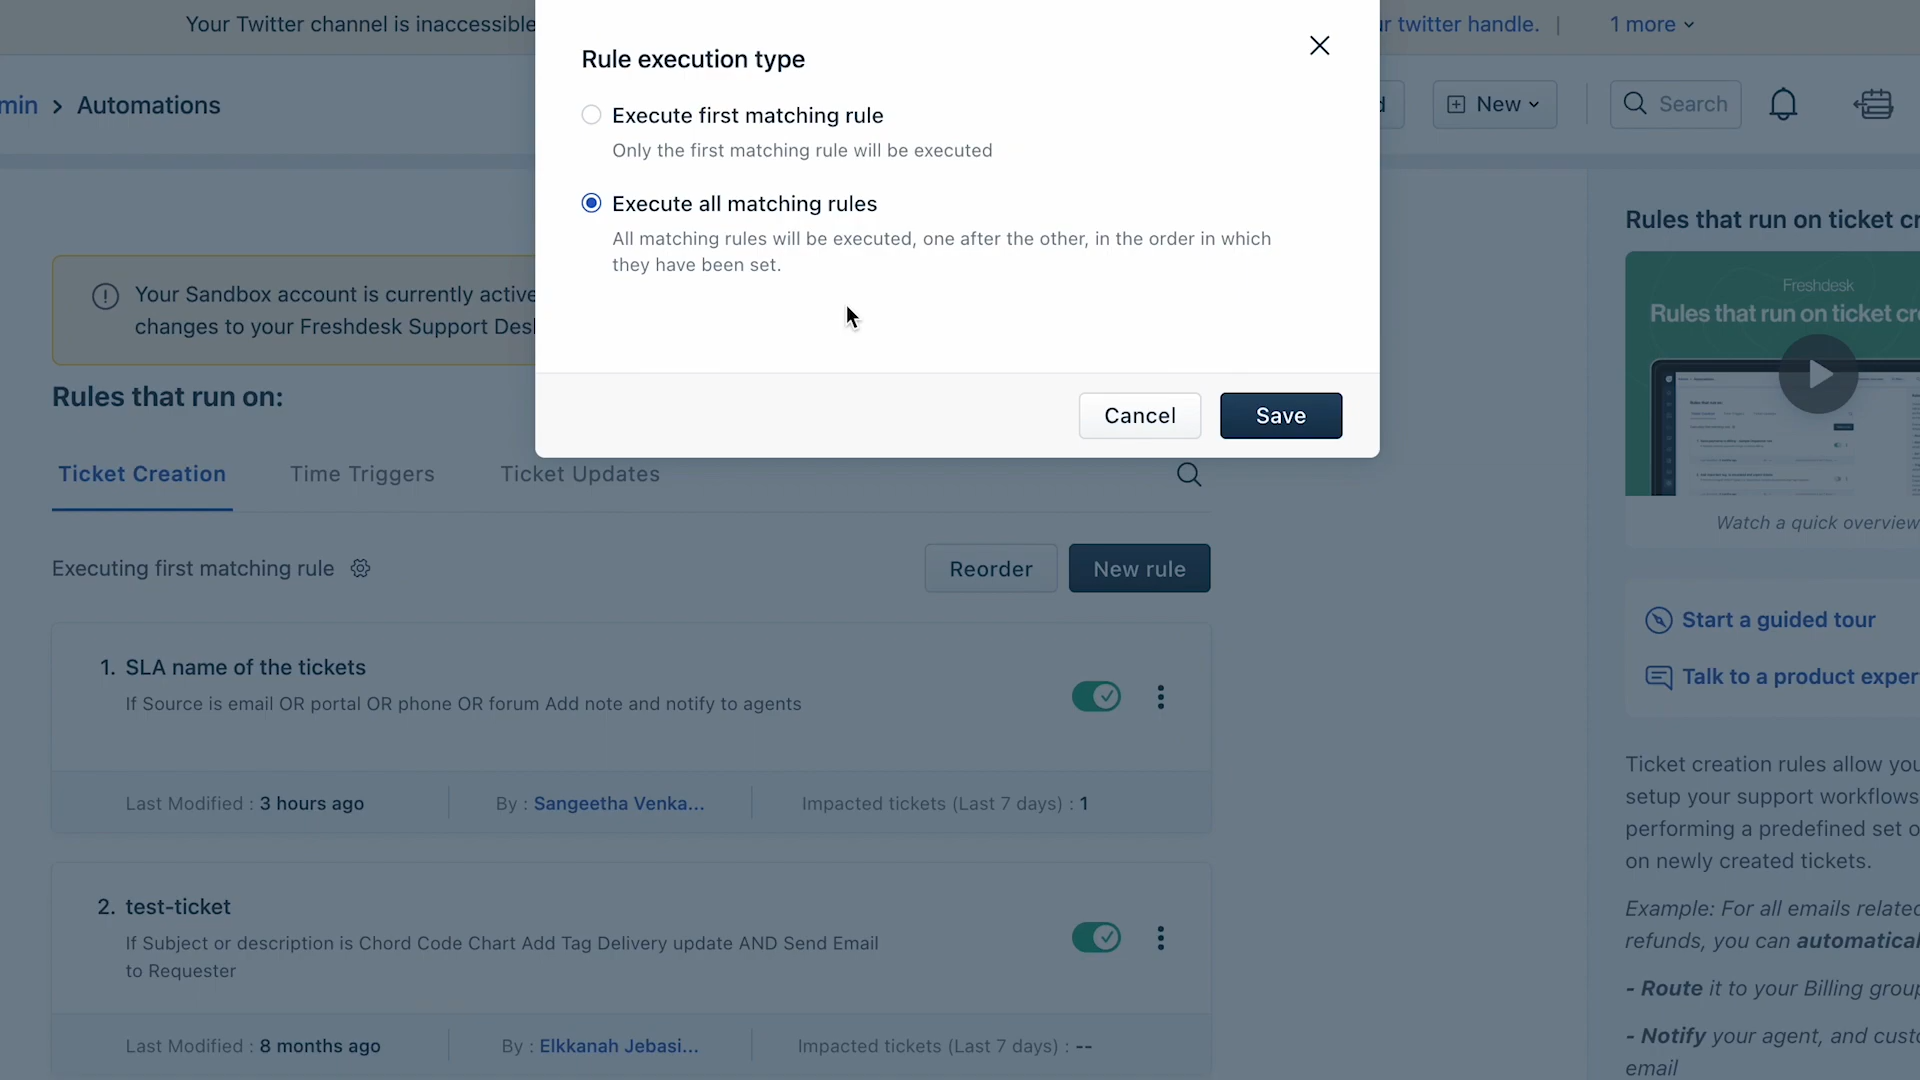 Your Twitter channel is inaccessible
twitter handle. | 1 more
Rule execution type
Execute first matching rule
Only the first matching rule will be executed
Execute all matching rules
All matching rules will be executed, one after the other, in the order in which
they have been set.
Cancel Save
> Automations
New
Search
Your Sandbox account is currently active
changes to your Freshdesk Support
Rules that run on:
Ticket Creation Time Triggers Ticket Updates
Executing first matching rule
Reorder New rule
1. SLA name of the tickets
If Source is email OR portal OR phone OR forum Add note and notify to agents
Last Modified : 3 hours ago By : Sangeetha Venka... Impacted tickets (Last 7 days) : 1
2. test-ticket
If Subject or description is Chord Code Chart Add Tag Delivery update AND Send Email
to Requester
Last Modified : 8 months ago By : Elkkanah Jebasi... Impacted tickets (Last 7 days) : --
Rules that run on ticket
Freshdesk
Rules that run on ticket
Watch a quick overview
Start a guided tour
Talk to a product
Ticket creation rules allow you
setup your support workflows
performing a predefined set
on newly created tickets.
Example: For all emails related
refunds, you can
- Route it to your Billing group
- Notify your agent, and
email